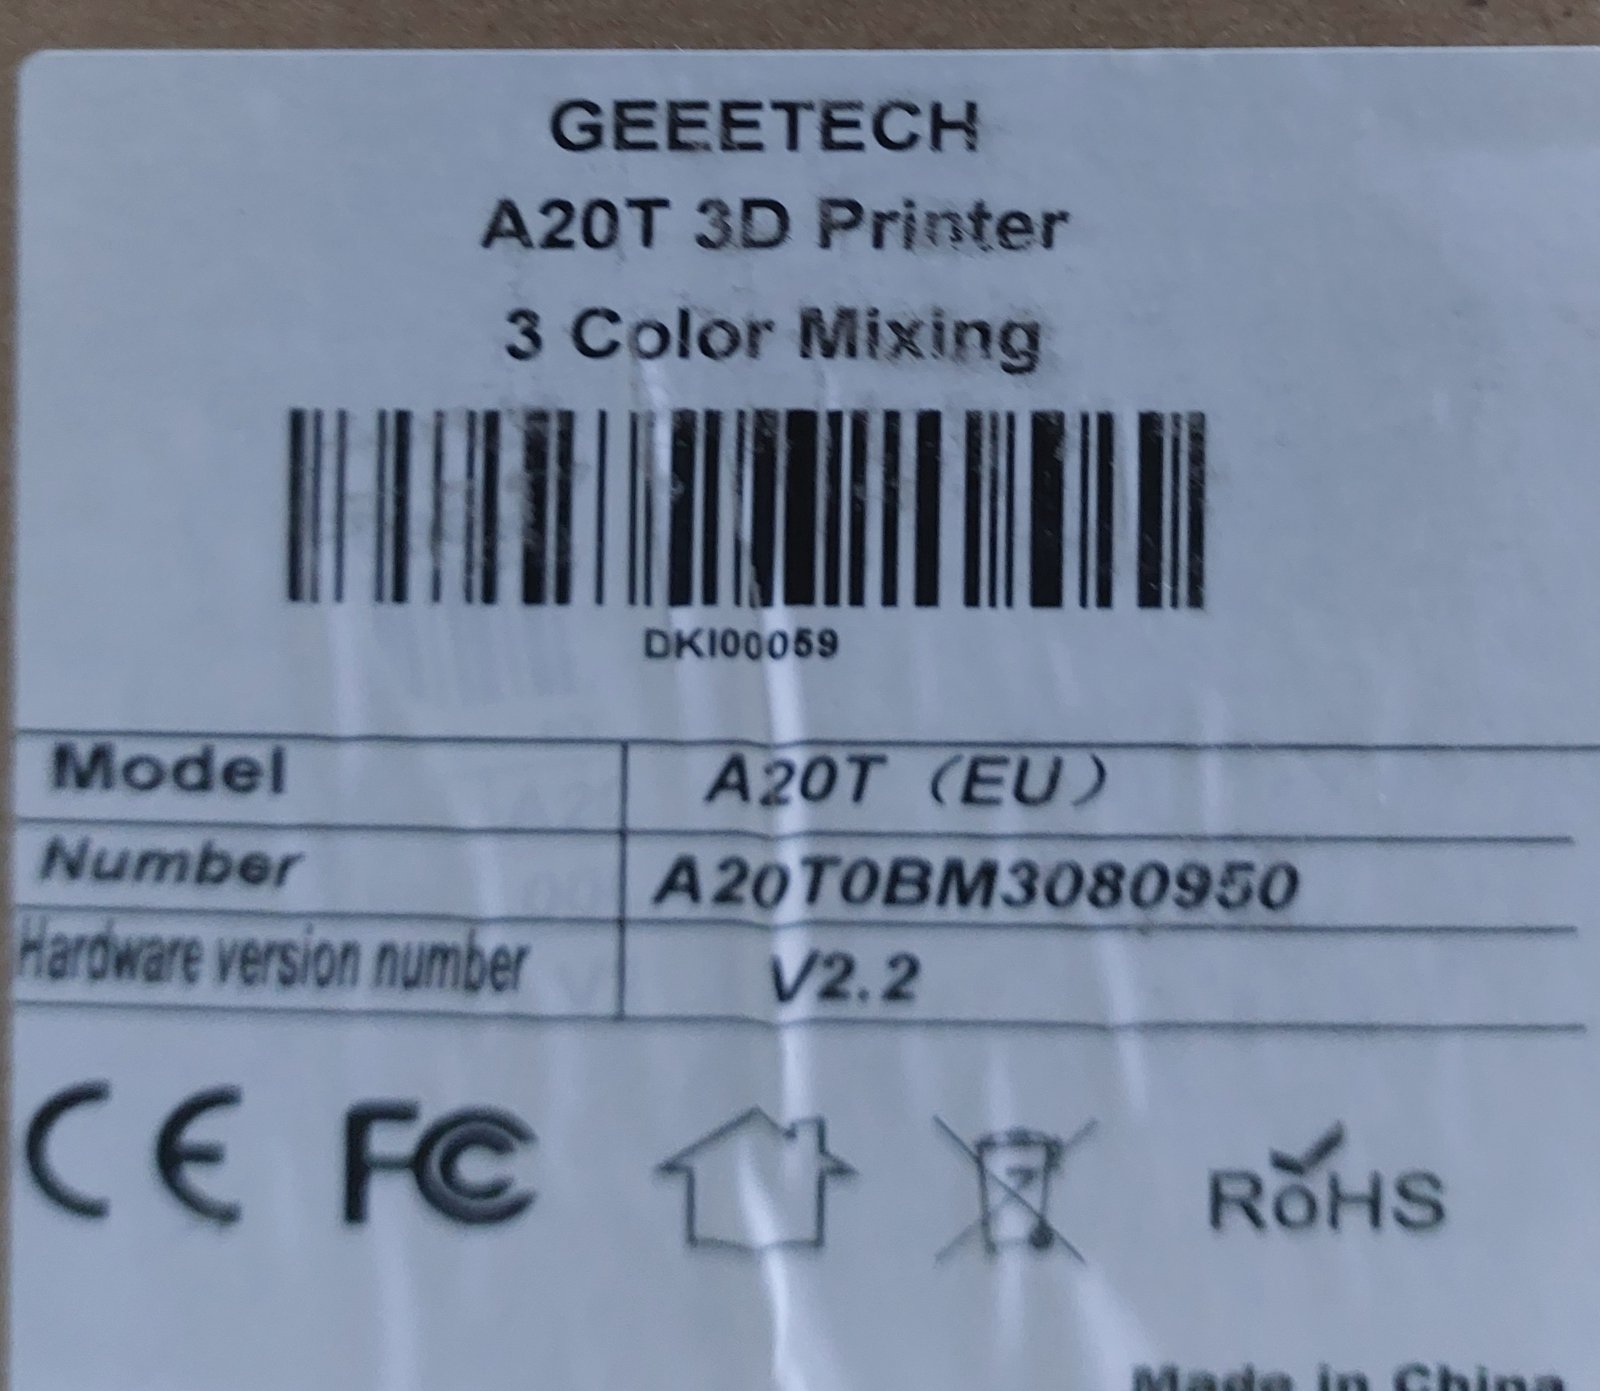 GEEETECH
A20T 3D Printer
3 Color Mixing
DKI00059
Model A20T （EU）
Number A20T0BM3080950
Hardware version number V2.2
CE FC RoHS
Made in China